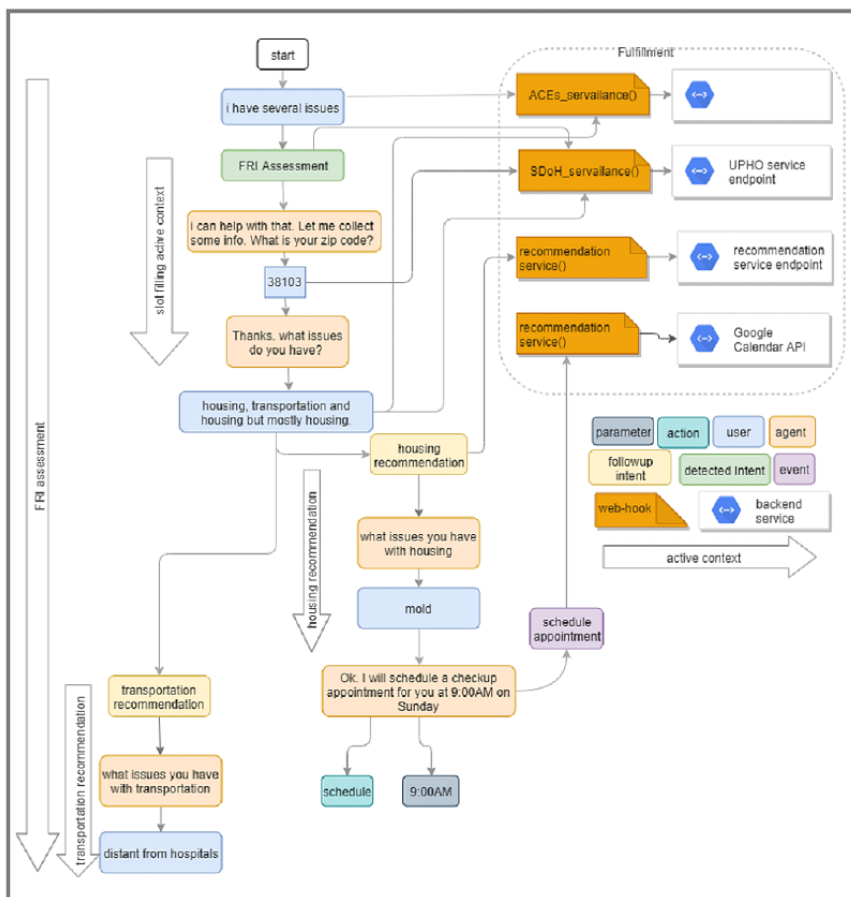 start
Fulfillment
i have several issues
ACEs_servailance()
FRI Assessment
SDoH_servailance()
UPHO service
endpoint
i can help with that. Let me collect
some info. What is your zip code?
slot filling active context
recommendation
service()
recommendation
service endpoint
38103
Thanks. what issues
do you have?
recommendation
service()
Google
Calendar API
housing, transportation and
housing but mostly housing.
parameter
action
user
agent
housing
recommendation
followup
intent
detected Intent
event
FRI assessment
web-hook
backend
service
housing recommendation
what issues you have
with housing
active context
mold
schedule
appointment
Ok. I will schedule a checkup
appointment for you at 9:00AM on
Sunday
transportation
recommendation
transportation recommendation
what issues you have
with transportation
schedule
9:00AM
distant from hospitals